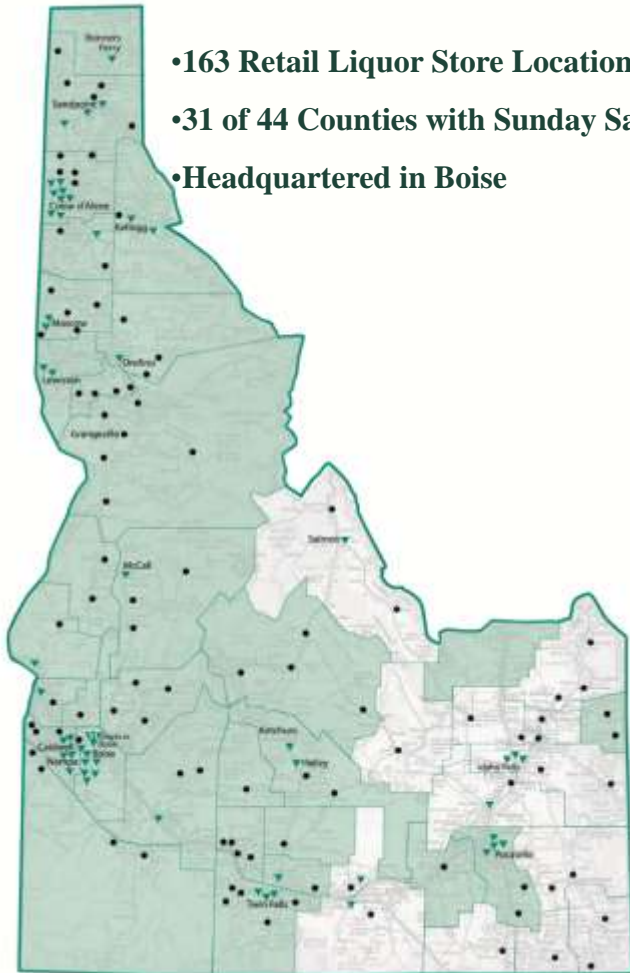 •163 Retail Liquor Store Location
•31 of 44 Counties with Sunday Sa
•Headquartered in Boise
Bonners
Ferry
Sandpoint
Coeur d'Alene
Kellogg
Moscow
Orofino
Lewiston
Grangeville
Salmon
McCall
Ketchum
Caldwell
Boise
Nampa
Hailey
Idaho Falls
Pocatello
Twin Falls